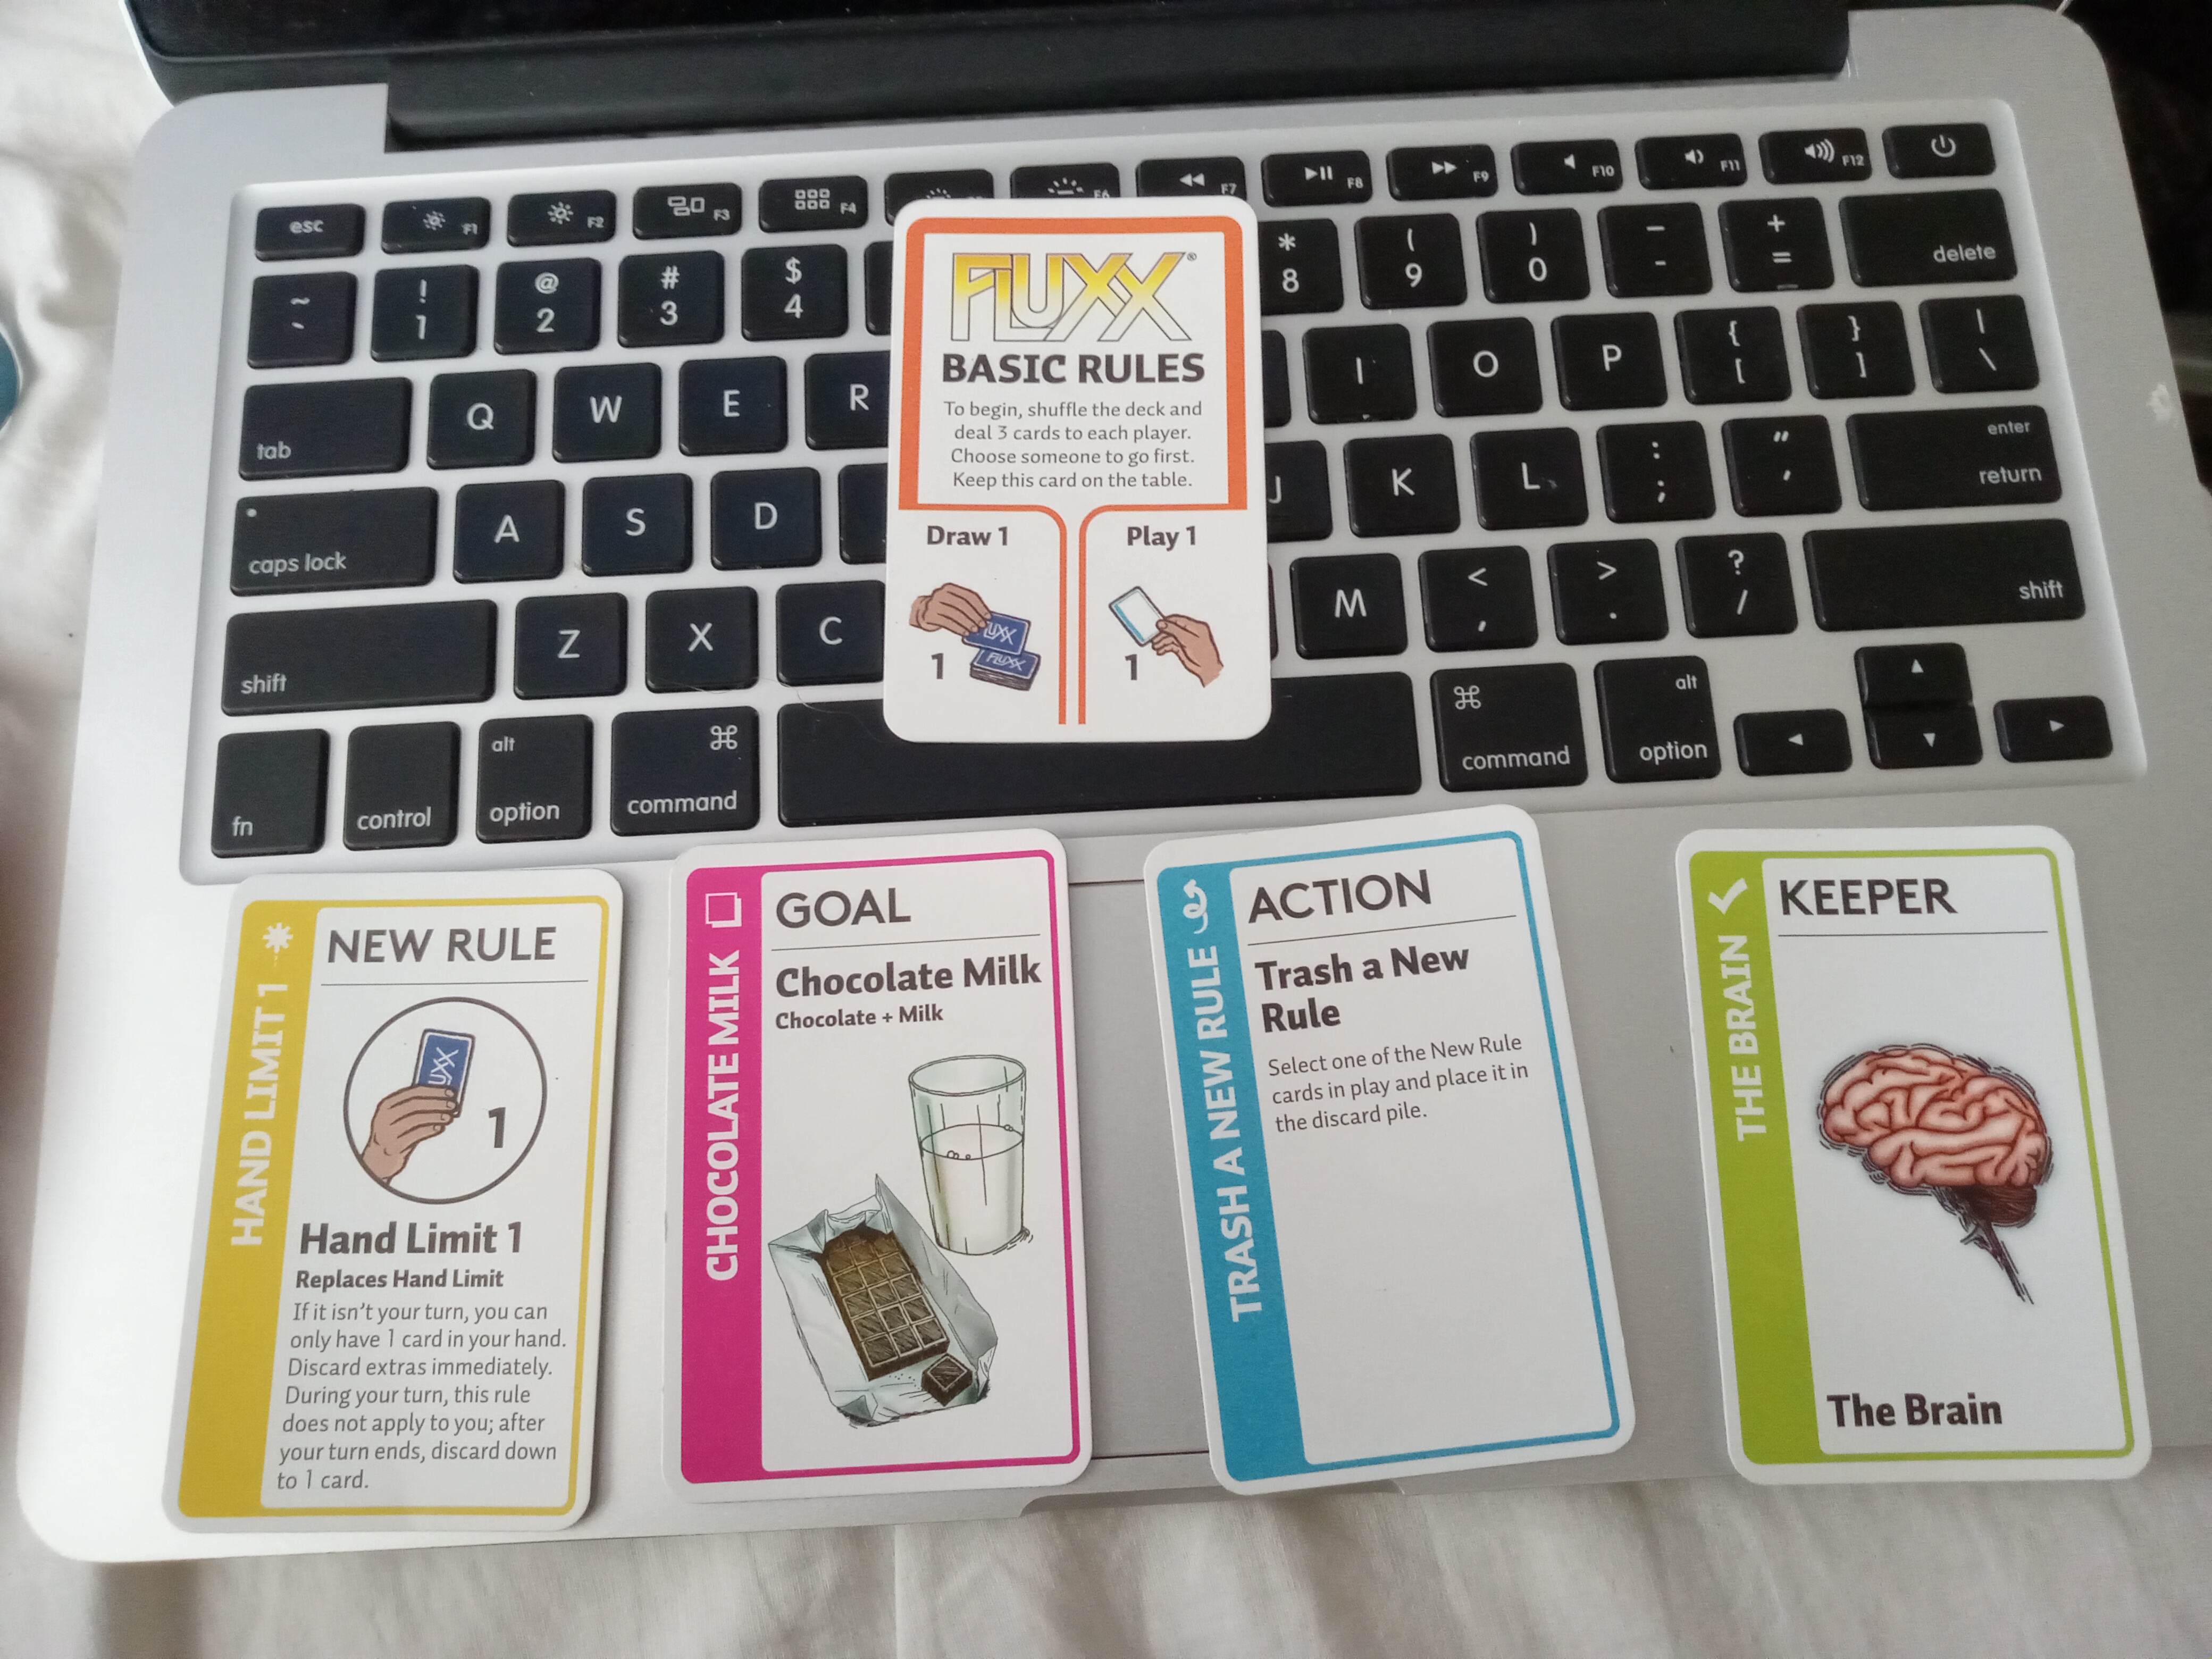 esc
F1
F2
F3
F4
F6
F7
F8
F9
F10
F11
F12
~ `
! 1
@ 2
# 3
$ 4
* 8
( 9
) 0
- -
+ =
delete
tab
Q
W
E
R
I
O
P
{ [
} ]
| \
caps lock
A
S
D
J
K
L
: ;
" '
enter
return
shift
Z
X
C
M
< ,
> .
? /
shift
fn
control
alt
option
command
command
alt
option
FLUXX®
BASIC RULES
To begin, shuffle the deck and
deal 3 cards to each player.
Choose someone to go first.
Keep this card on the table.
Draw 1
Play 1
UXX
FLUXX
1
1
HAND LIMIT 1
NEW RULE
UXX
1
Hand Limit 1
Replaces Hand Limit
If it isn't your turn, you can
only have 1 card in your hand.
Discard extras immediately.
During your turn, this rule
does not apply to you; after
your turn ends, discard down
to 1 card.
CHOCOLATE MILK
GOAL
Chocolate Milk
Chocolate + Milk
TRASH A NEW RULE
ACTION
Trash a New
Rule
Select one of the New Rule
cards in play and place it in
the discard pile.
THE BRAIN
KEEPER
The Brain